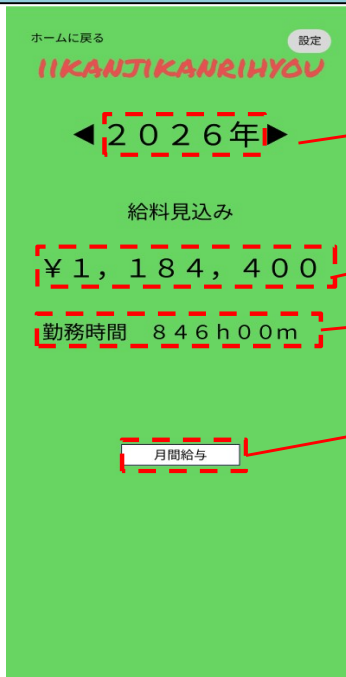 ホームに戻る
設定
IIKANJIKANRIHYOU
◀２０２６年▶
給料見込み
￥１，１８４，４００
勤務時間　８４６ｈ００ｍ
月間給与